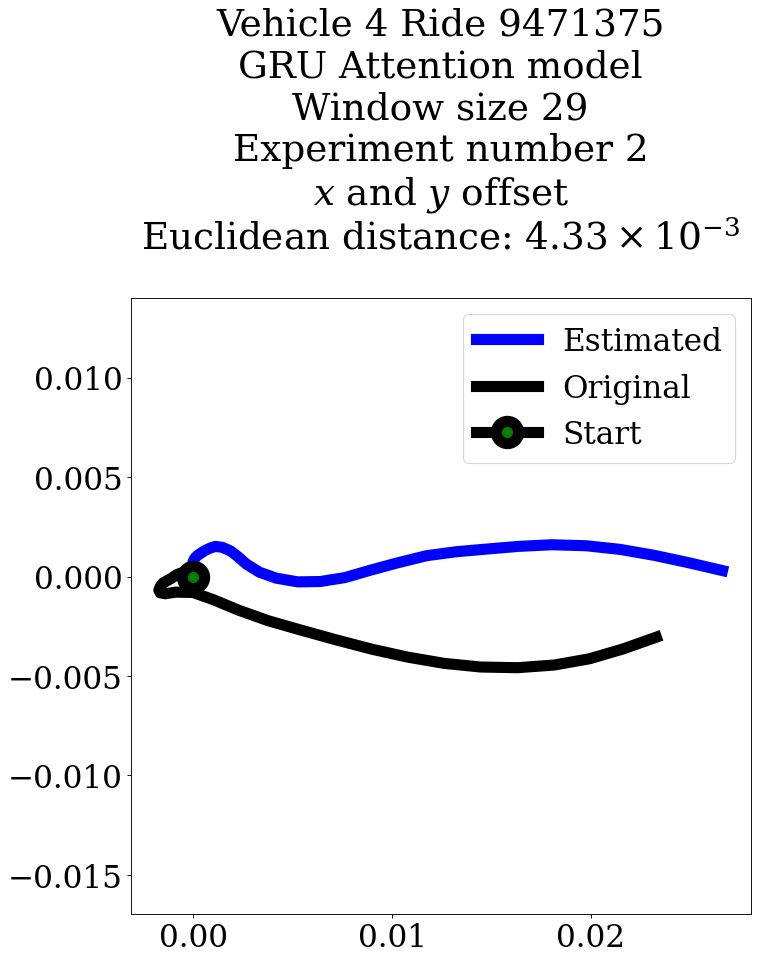 Vehicle 4 Ride 9471375
GRU Attention model
Window size 29
Experiment number 2
x and y offset
Euclidean distance: 4.33 × 10⁻³
Estimated
Original
Start
0.010
0.005
0.000
−0.005
−0.010
−0.015
0.00 0.01 0.02